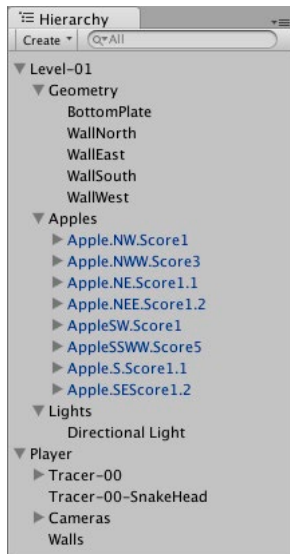 Hierarchy
Create All
Level-01
Geometry
BottomPlate
WallNorth
WallEast
WallSouth
WallWest
Apples
Apple.NW.Score1
Apple.NWW.Score3
Apple.NE.Score1.1
Apple.NEE.Score1.2
AppleSW.Score1
AppleSSWW.Score5
Apple.S.Score1.1
Apple.SEScore1.2
Lights
Directional Light
Player
Tracer-00
Tracer-00-SnakeHead
Cameras
Walls